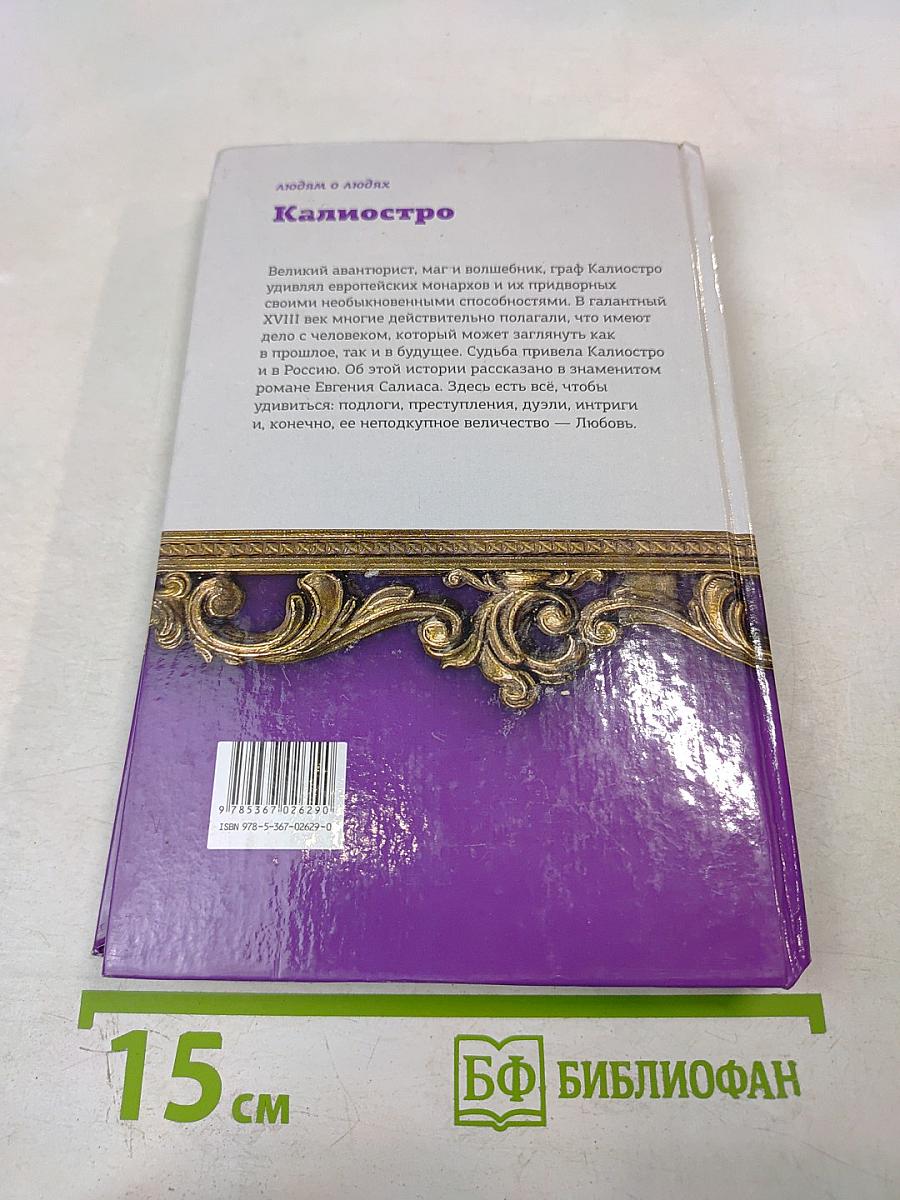 людям о людях
Калиостро
Великий авантюрист, маг и волшебник, граф Калиостро
удивлял европейских монархов и их придворных
своими необыкновенными способностями. В галантный
XVIII век многие действительно полагали, что имеют
дело с человеком, который может заглянуть как
в прошлое, так и в будущее. Судьба привела Калиостро
и в Россию. Об этой истории рассказано в знаменитом
романе Евгения Салиаса. Здесь есть всё, чтобы
удивиться: подлоги, преступления, дуэли, интриги
и, конечно, ее неподкупное величество — Любовь.
9 785367 026290
ISBN 978-5-367-02629-0
15 см
БФ БИБЛИОФАН